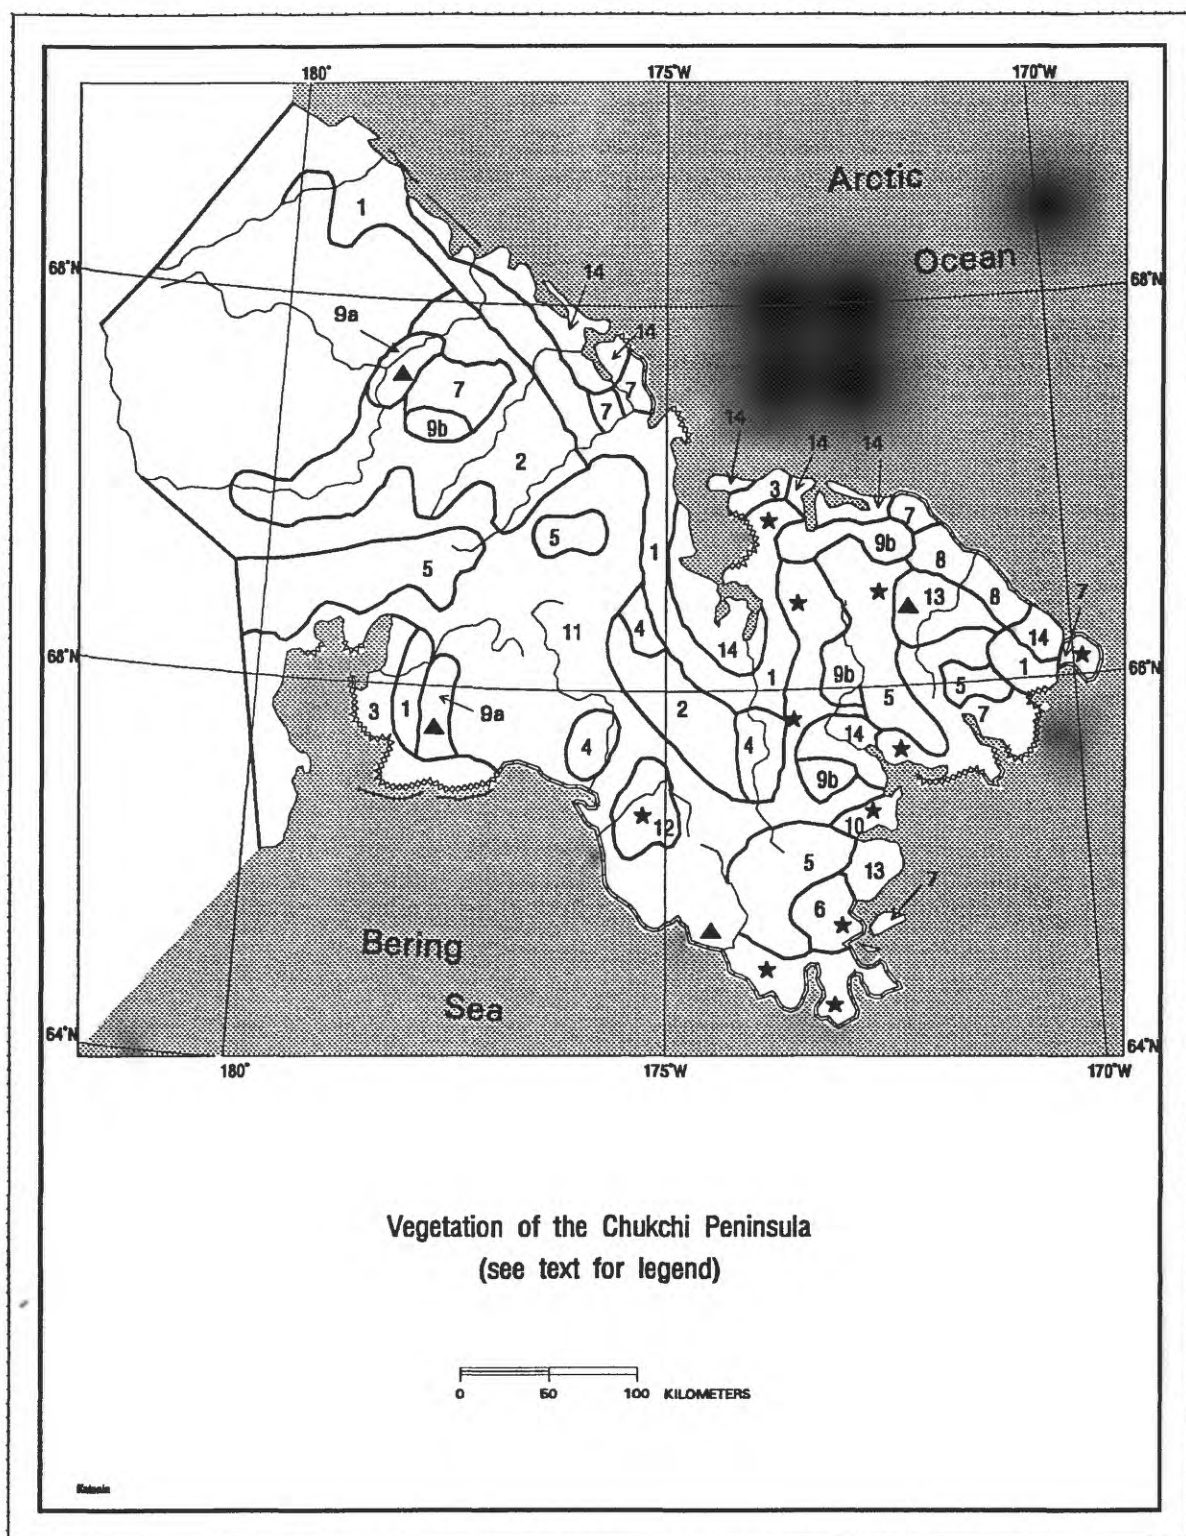 180°
175°W
170°W
Arctic
1
68°N
Ocean
14
68°N
9a
14
7
7
7
9b
14
14
14
2
3
7
5
9b
1
8
5
13
8
7
4
11
14
14
66°N
1
9b
1
66°N
5
5
3
1
9a
2
7
4
4
14
9b
12
10
5
13
7
6
Bering
Sea
64°N
64°N
180°
175°W
170°W
Vegetation of the Chukchi Peninsula
(see text for legend)
0 50 100 KILOMETERS